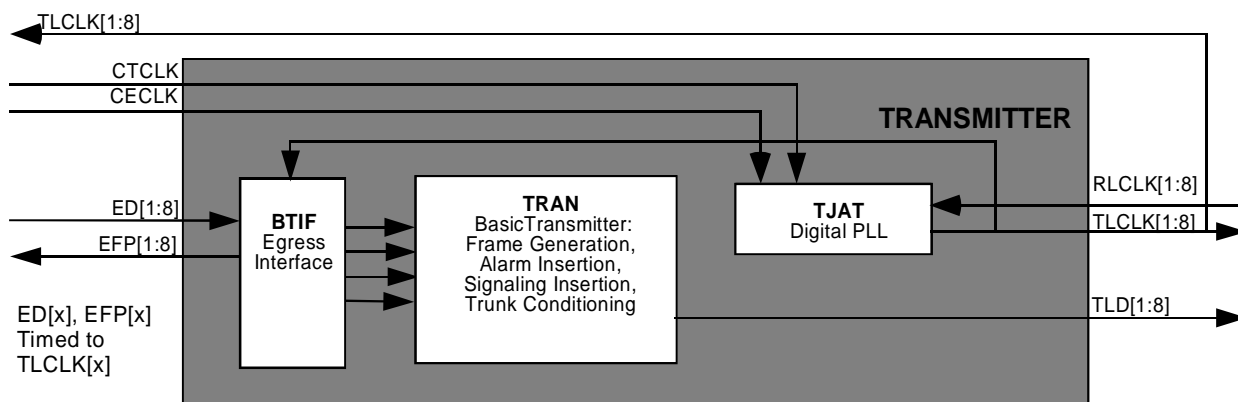 TLCLK[1:8]
CTCLK
CECLK
TRANSMITTER
ED[1:8]
EFP[1:8]
BTIF
Egress
Interface
TRAN
BasicTransmitter:
Frame Generation,
Alarm Insertion,
Signaling Insertion,
Trunk Conditioning
TJAT
Digital PLL
RLCLK[1:8]
TLCLK[1:8]
TLD[1:8]
ED[x], EFP[x]
Timed to
TLCLK[x]